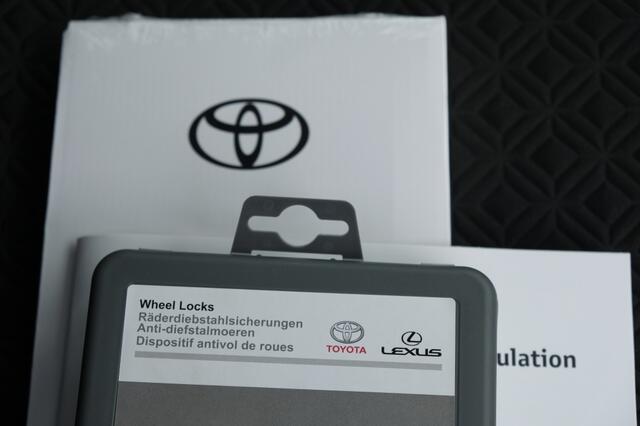 Wheel Locks
Räderdiebstahlsicherungen
Anti-diefstalmoeren
Dispositif antivol de roues
TOYOTA
LEXUS
ulation